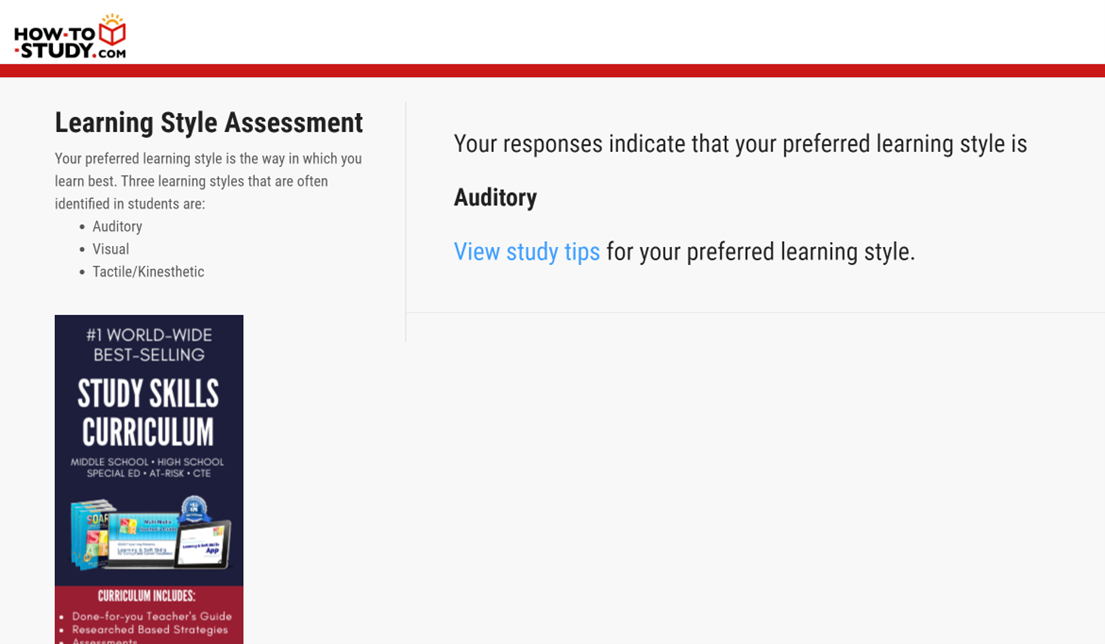 HOW-TO
-STUDY.COM
Learning Style Assessment
Your preferred learning style is the way in which you
learn best. Three learning styles that are often
identified in students are:
Auditory
Visual
Tactile/Kinesthetic
Your responses indicate that your preferred learning style is
Auditory
View study tips for your preferred learning style.
#1 WORLD-WIDE
BEST-SELLING
STUDY SKILLS
CURRICULUM
MIDDLE SCHOOL • HIGH SCHOOL
SPECIAL ED • AT-RISK • CTE
SOAR
App
CURRICULUM INCLUDES:
• Done-for-you Teacher's Guide
• Researched Based Strategies
• Assessments